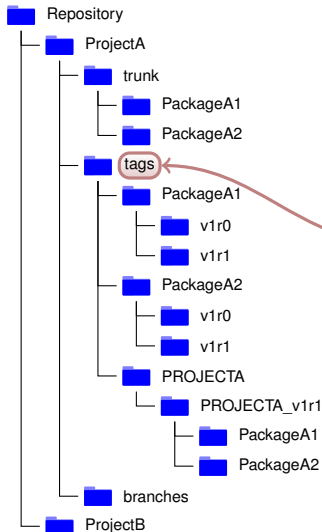 Repository
ProjectA
trunk
PackageA1
PackageA2
tags
PackageA1
v1r0
v1r1
PackageA2
v1r0
v1r1
PROJECTA
PROJECTA_v1r1
PackageA1
PackageA2
branches
ProjectB